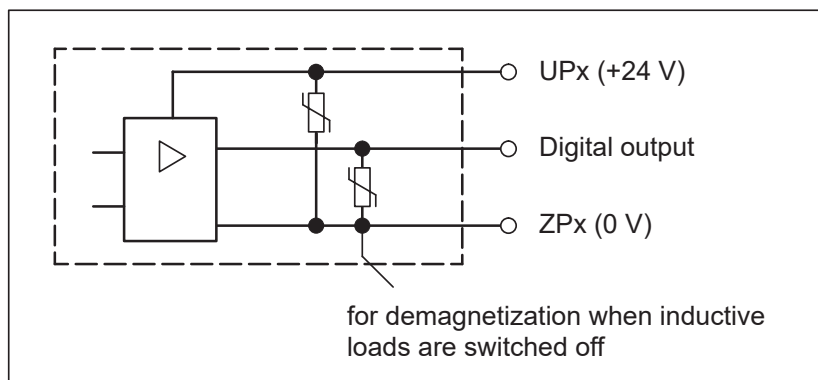 UPx (+24 V)
Digital output
ZPx (0 V)
for demagnetization when inductive
loads are switched off